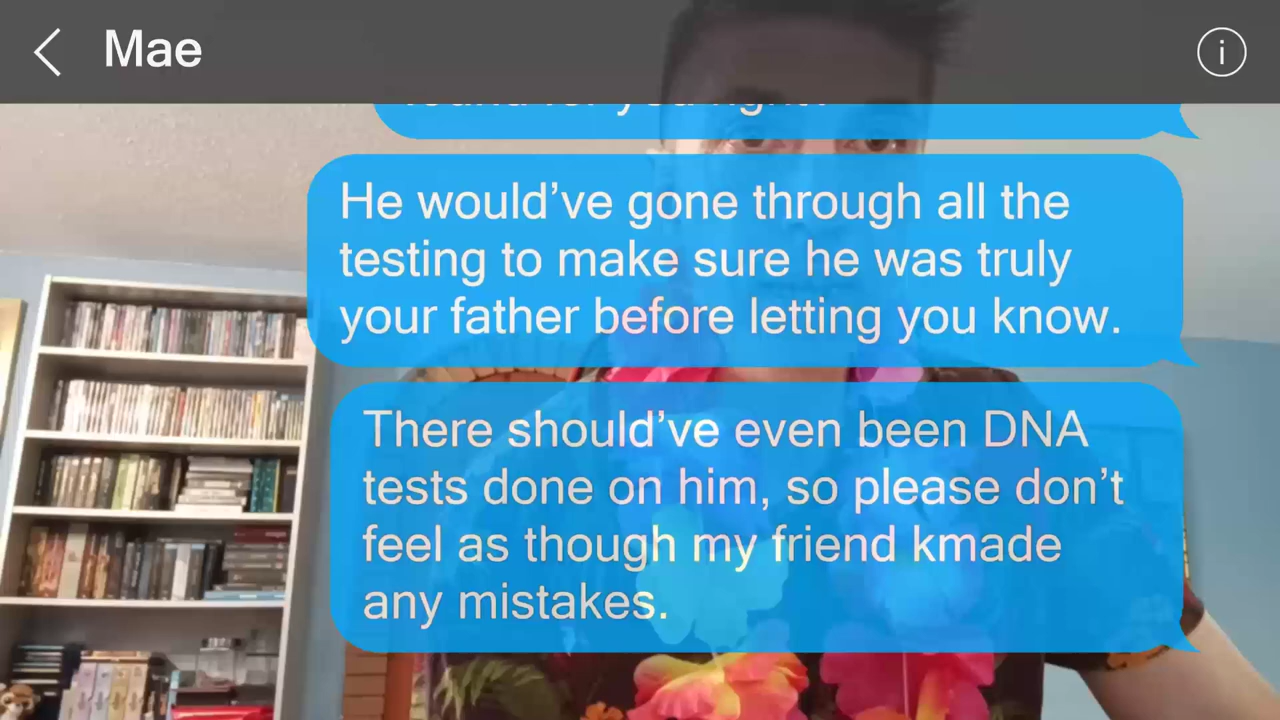 Mae
i
He would’ve gone through all the
testing to make sure he was truly
your father before letting you know.
There should’ve even been DNA
tests done on him, so please don’t
feel as though my friend kmade
any mistakes.